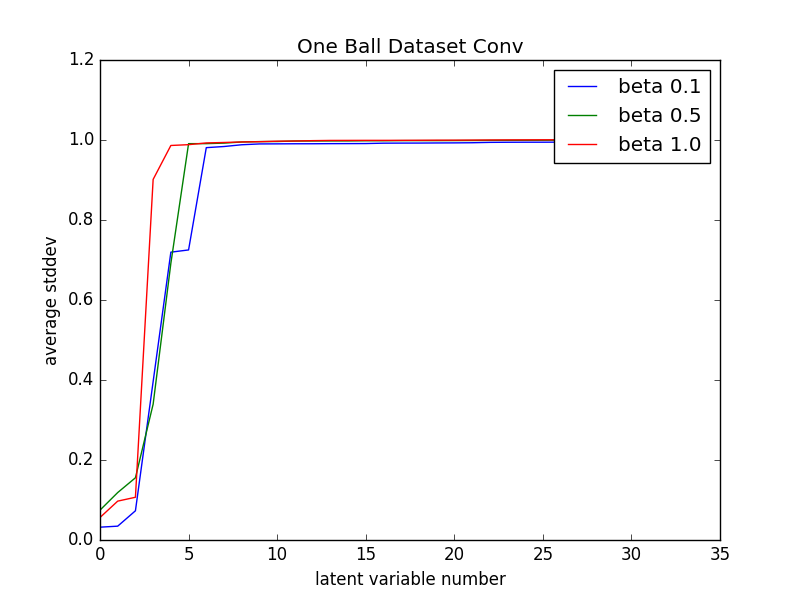 One Ball Dataset Conv
1.2
1.0
0.8
0.6
0.4
0.2
0.0
average stddev
beta 0.1
beta 0.5
beta 1.0
0 5 10 15 20 25 30 35
latent variable number